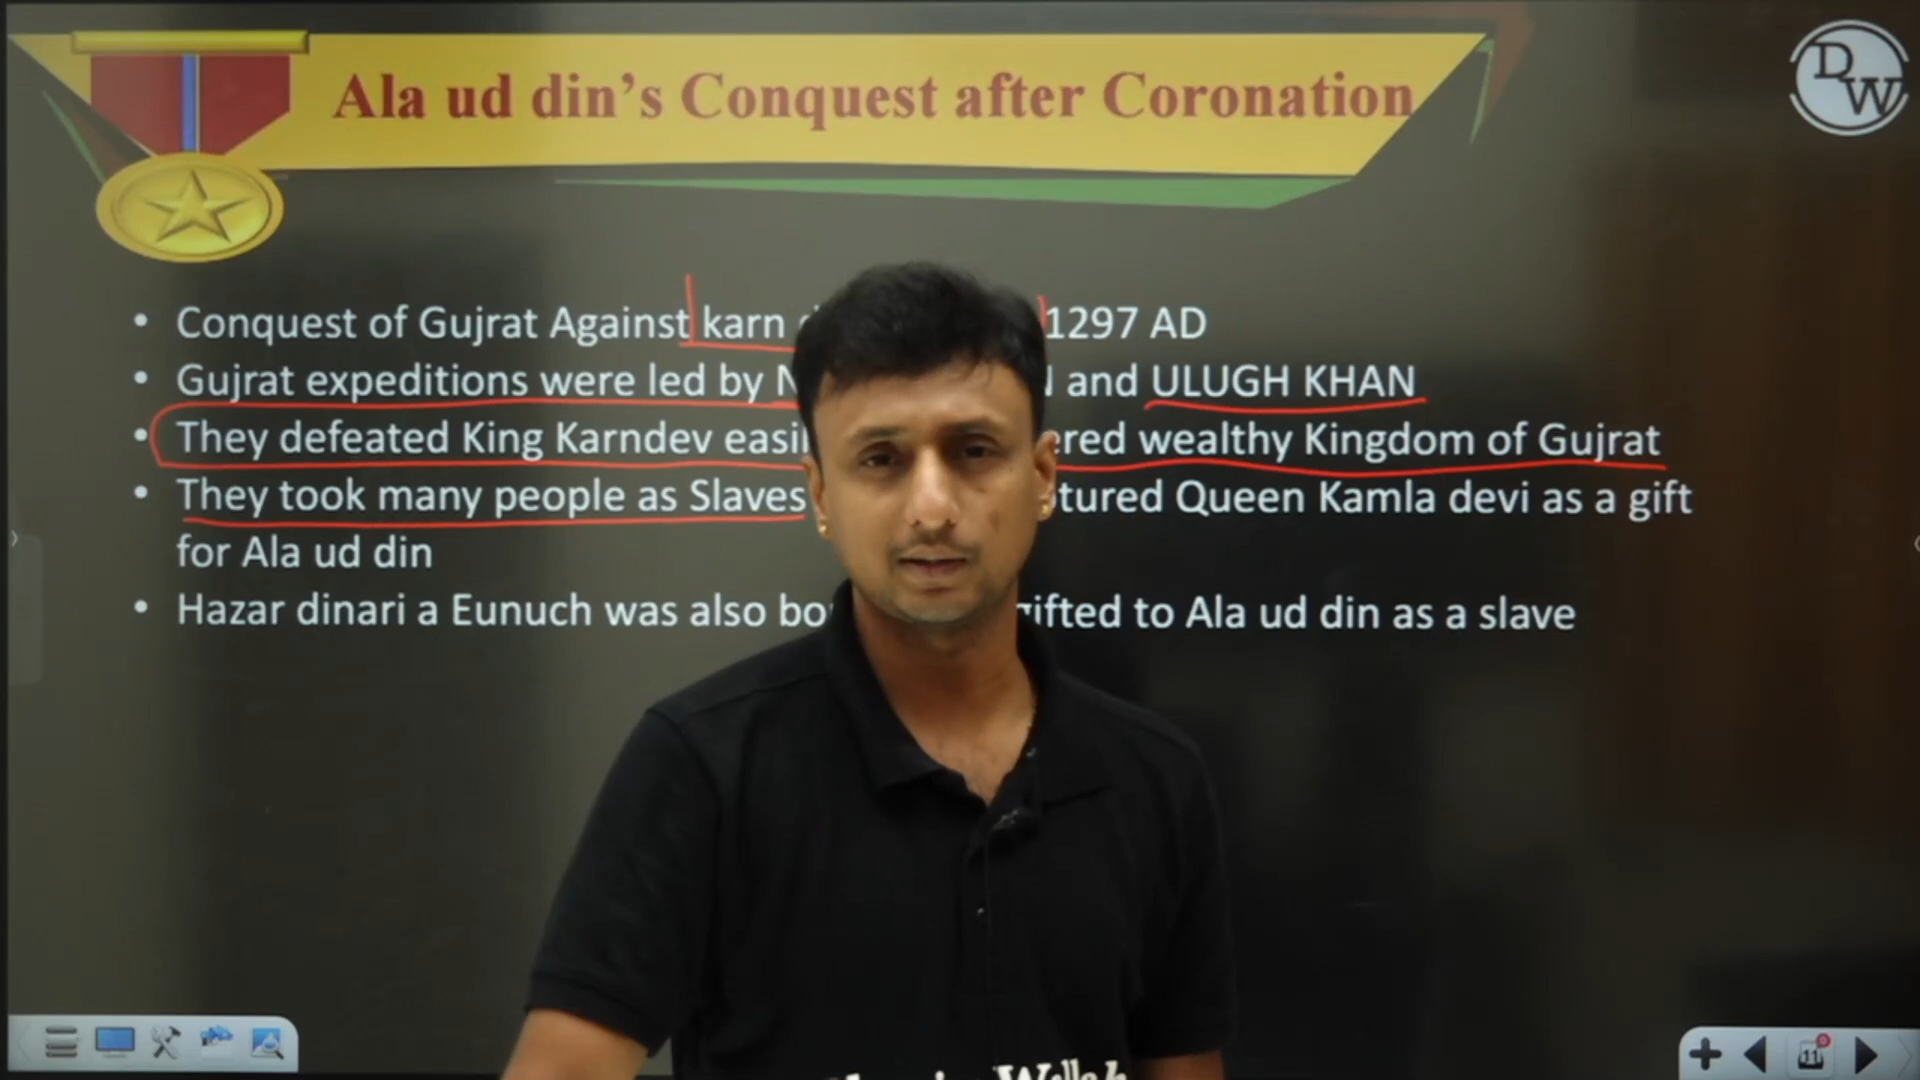 Ala ud din's Conquest after Coronation
D
W
• Conquest of Gujrat Against karn 1297 AD
• Gujrat expeditions were led by and ULUGH KHAN
• They defeated King Karndev wealthy Kingdom of Gujrat
• They took many people as Slaves Queen Kamla devi as a gift
for Ala ud din
• Hazar dinari a Eunuch was also to Ala ud din as a slave
11